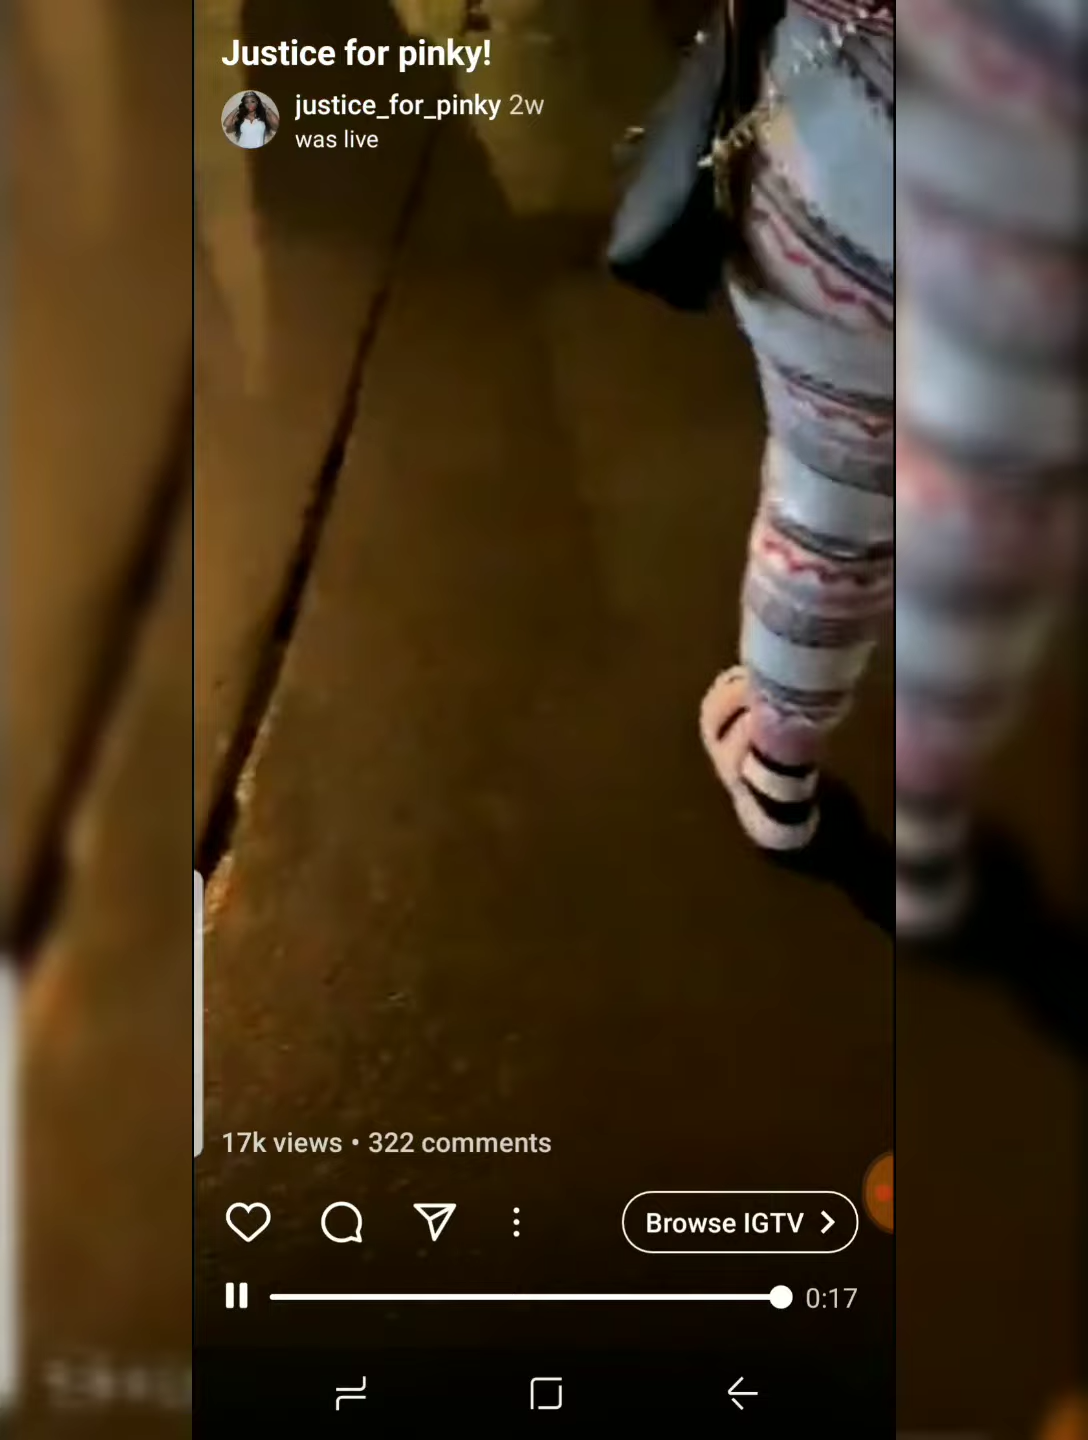 Justice for pinky!
justice_for_pinky 2w
was live
17k views • 322 comments
Browse IGTV
0:17